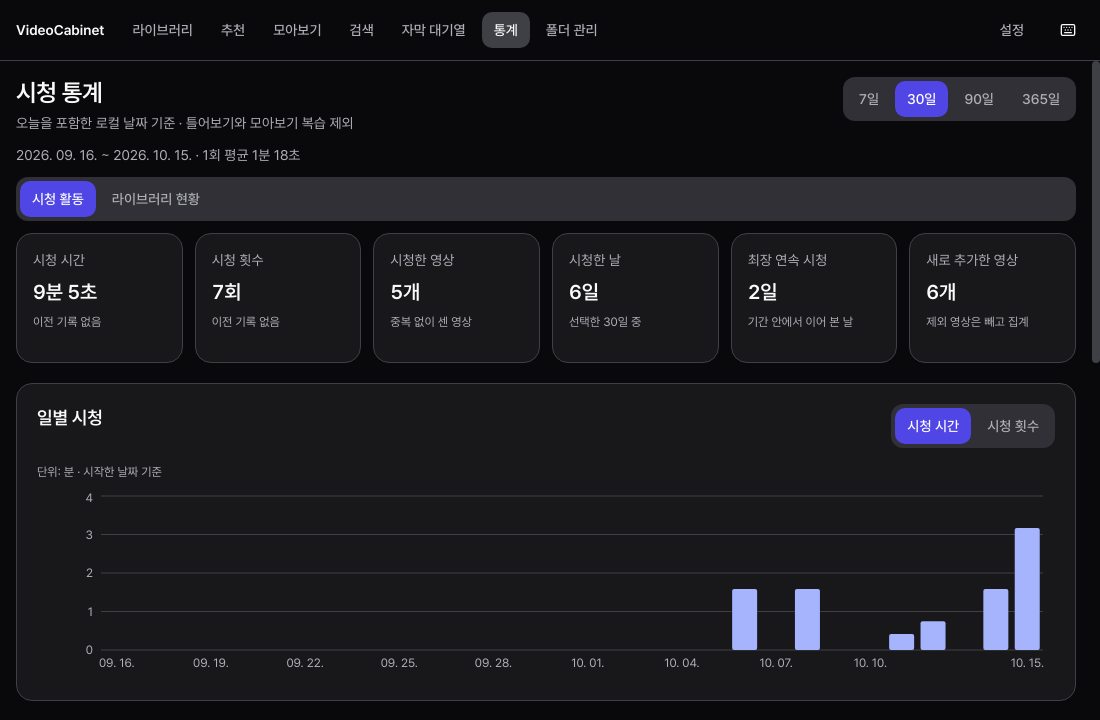 VideoCabinet 라이브러리 추천 모아보기 검색 자막 대기열 통계 폴더 관리 설정
시청 통계
7일 30일 90일 365일
오늘을 포함한 로컬 날짜 기준 · 틀어보기와 모아보기 복습 제외
2026. 09. 16. ~ 2026. 10. 15. · 1회 평균 1분 18초
시청 활동 라이브러리 현황
시청 시간
9분 5초
이전 기록 없음
시청 횟수
7회
이전 기록 없음
시청한 영상
5개
중복 없이 센 영상
시청한 날
6일
선택한 30일 중
최장 연속 시청
2일
기간 안에서 이어 본 날
새로 추가한 영상
6개
제외 영상은 빼고 집계
일별 시청
시청 시간 시청 횟수
단위: 분 · 시작한 날짜 기준
4
3
2
1
0
09. 16. 09. 19. 09. 22. 09. 25. 09. 28. 10. 01. 10. 04. 10. 07. 10. 10. 10. 15.